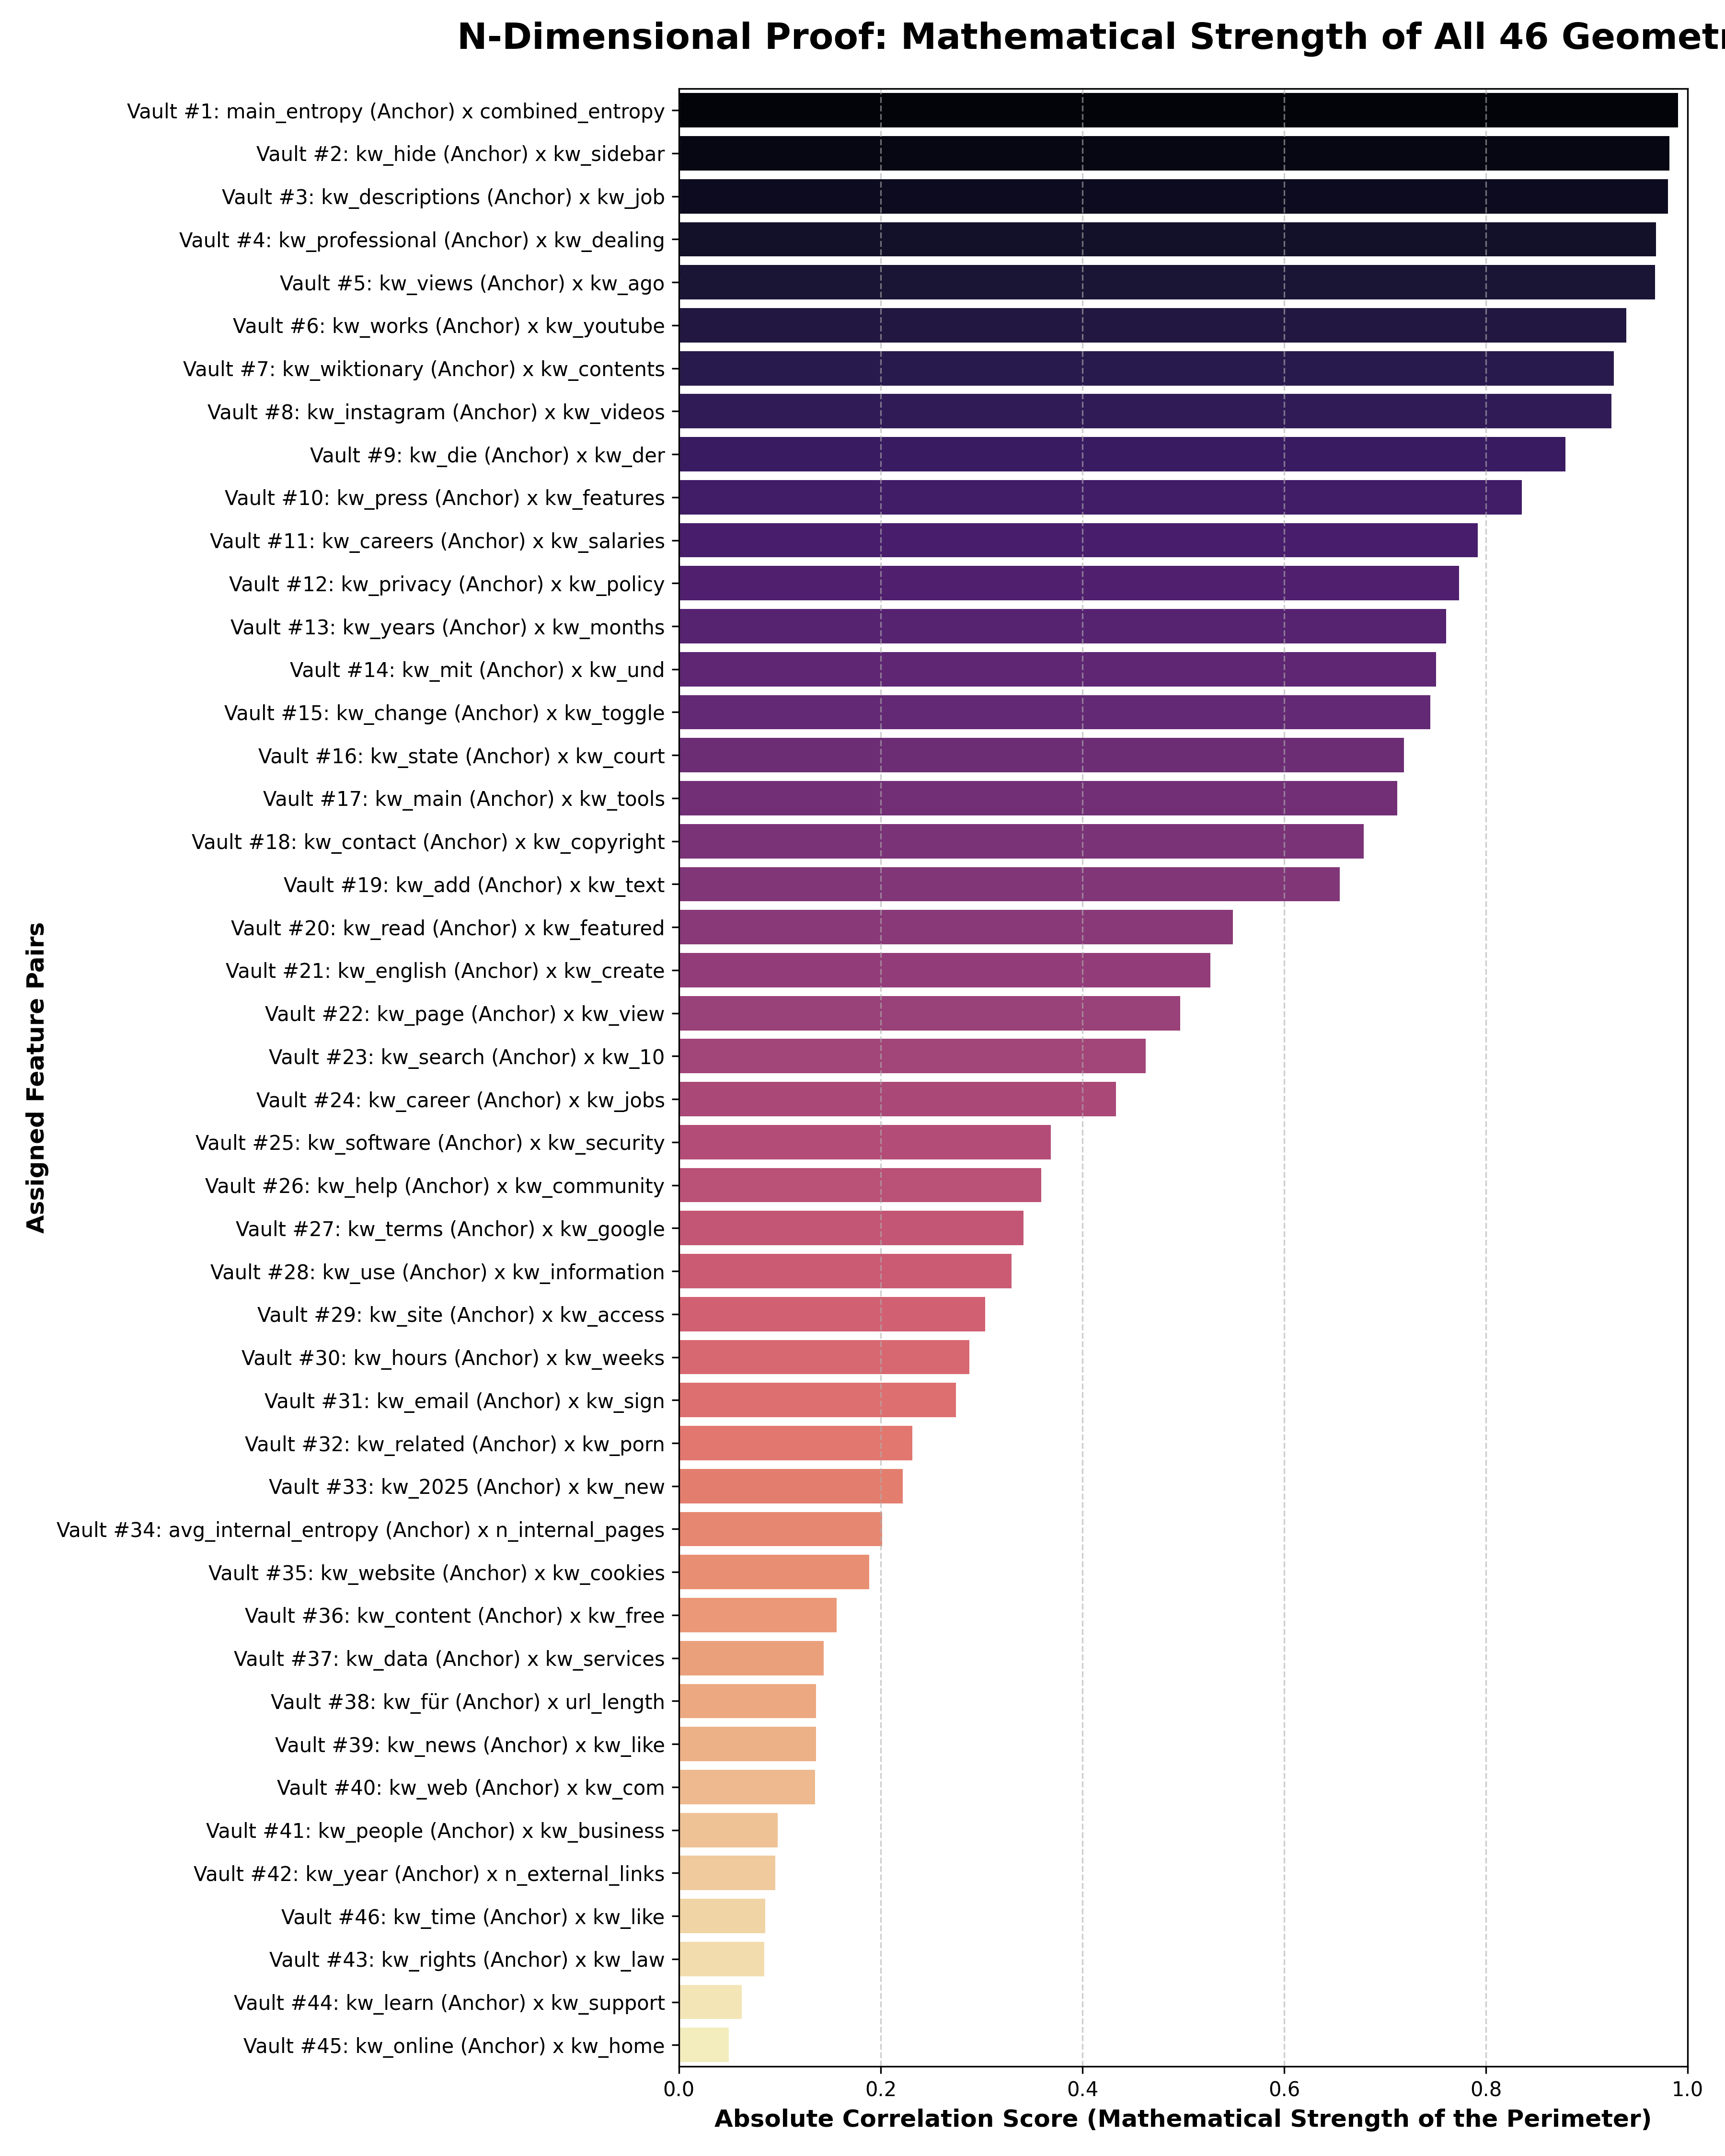 N-Dimensional Proof: Mathematical Strength of All 46 Geometr
Vault #1: main_entropy (Anchor) x combined_entropy
Vault #2: kw_hide (Anchor) x kw_sidebar
Vault #3: kw_descriptions (Anchor) x kw_job
Vault #4: kw_professional (Anchor) x kw_dealing
Vault #5: kw_views (Anchor) x kw_ago
Vault #6: kw_works (Anchor) x kw_youtube
Vault #7: kw_wiktionary (Anchor) x kw_contents
Vault #8: kw_instagram (Anchor) x kw_videos
Vault #9: kw_die (Anchor) x kw_der
Vault #10: kw_press (Anchor) x kw_features
Vault #11: kw_careers (Anchor) x kw_salaries
Vault #12: kw_privacy (Anchor) x kw_policy
Vault #13: kw_years (Anchor) x kw_months
Vault #14: kw_mit (Anchor) x kw_und
Vault #15: kw_change (Anchor) x kw_toggle
Vault #16: kw_state (Anchor) x kw_court
Vault #17: kw_main (Anchor) x kw_tools
Vault #18: kw_contact (Anchor) x kw_copyright
Vault #19: kw_add (Anchor) x kw_text
Vault #20: kw_read (Anchor) x kw_featured
Vault #21: kw_english (Anchor) x kw_create
Vault #22: kw_page (Anchor) x kw_view
Vault #23: kw_search (Anchor) x kw_10
Vault #24: kw_career (Anchor) x kw_jobs
Vault #25: kw_software (Anchor) x kw_security
Vault #26: kw_help (Anchor) x kw_community
Vault #27: kw_terms (Anchor) x kw_google
Vault #28: kw_use (Anchor) x kw_information
Vault #29: kw_site (Anchor) x kw_access
Vault #30: kw_hours (Anchor) x kw_weeks
Vault #31: kw_email (Anchor) x kw_sign
Vault #32: kw_related (Anchor) x kw_porn
Vault #33: kw_2025 (Anchor) x kw_new
Vault #34: avg_internal_entropy (Anchor) x n_internal_pages
Vault #35: kw_website (Anchor) x kw_cookies
Vault #36: kw_content (Anchor) x kw_free
Vault #37: kw_data (Anchor) x kw_services
Vault #38: kw_für (Anchor) x url_length
Vault #39: kw_news (Anchor) x kw_like
Vault #40: kw_web (Anchor) x kw_com
Vault #41: kw_people (Anchor) x kw_business
Vault #42: kw_year (Anchor) x n_external_links
Vault #46: kw_time (Anchor) x kw_like
Vault #43: kw_rights (Anchor) x kw_law
Vault #44: kw_learn (Anchor) x kw_support
Vault #45: kw_online (Anchor) x kw_home
Assigned Feature Pairs
0.0 0.2 0.4 0.6 0.8 1.0
Absolute Correlation Score (Mathematical Strength of the Perimeter)